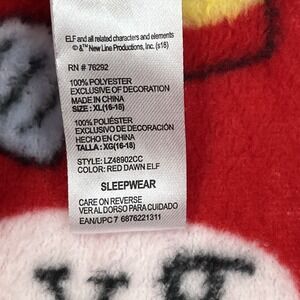 ELF and all related characters and elements
© &™ New Line Productions, Inc. (s16)
RN # 76292
100% POLYESTER
EXCLUSIVE OF DECORATION
MADE IN CHINA
SIZE : XL(16-18)
100% POLIÉSTER
EXCLUSIVO DE DECORACIÓN
HECHO EN CHINA
TALLA : XG(16-18)
STYLE: LZ48902CC
COLOR: RED DAWN ELF
SLEEPWEAR
CARE ON REVERSE
VER AL DORSO PARA CUIDADO
EAN/UPC 7 6876221311